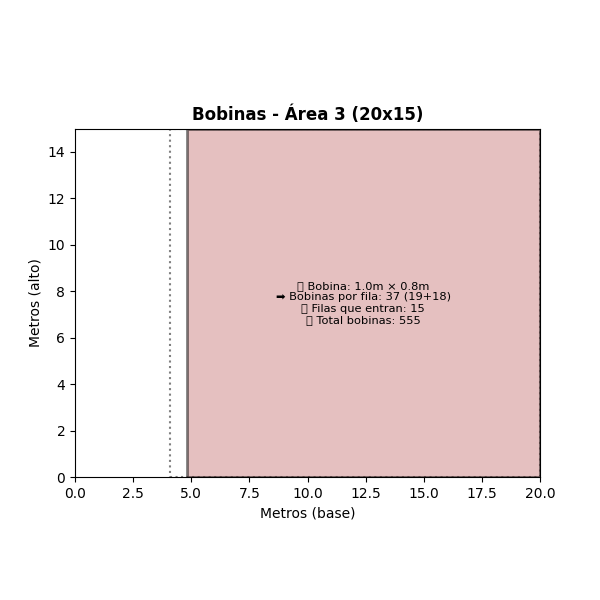 Bobinas - Área 3 (20x15)
Metros (alto)
14
12
10
8
6
4
2
0
▯ Bobina: 1.0m × 0.8m
➡ Bobinas por fila: 37 (19+18)
▯ Filas que entran: 15
▯ Total bobinas: 555
0.0 2.5 5.0 7.5 10.0 12.5 15.0 17.5 20.0
Metros (base)